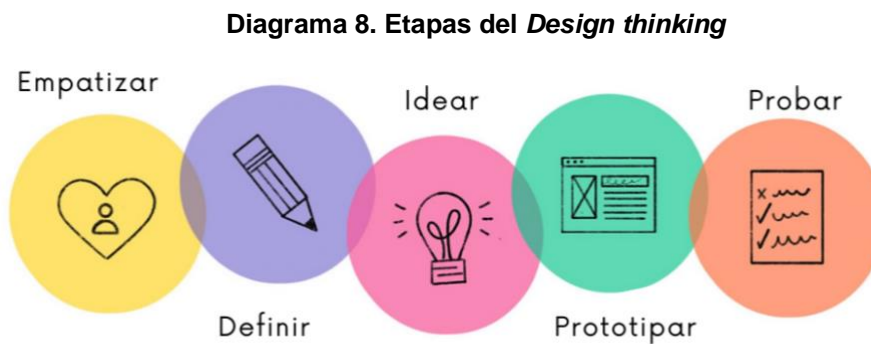 Diagrama 8. Etapas del Design thinking
Empatizar
Definir
Idear
Prototipar
Probar